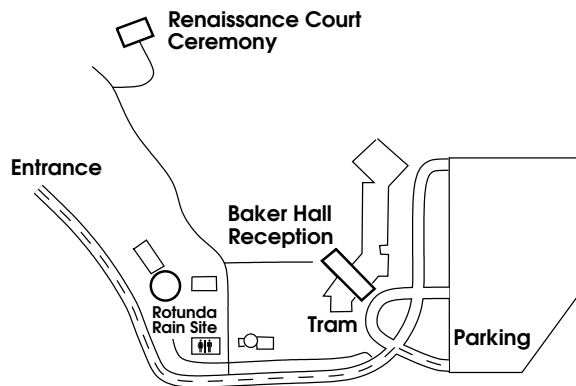 Renaissance Court
Ceremony
Entrance
Baker Hall
Reception
Rotunda
Rain Site
Tram
Parking